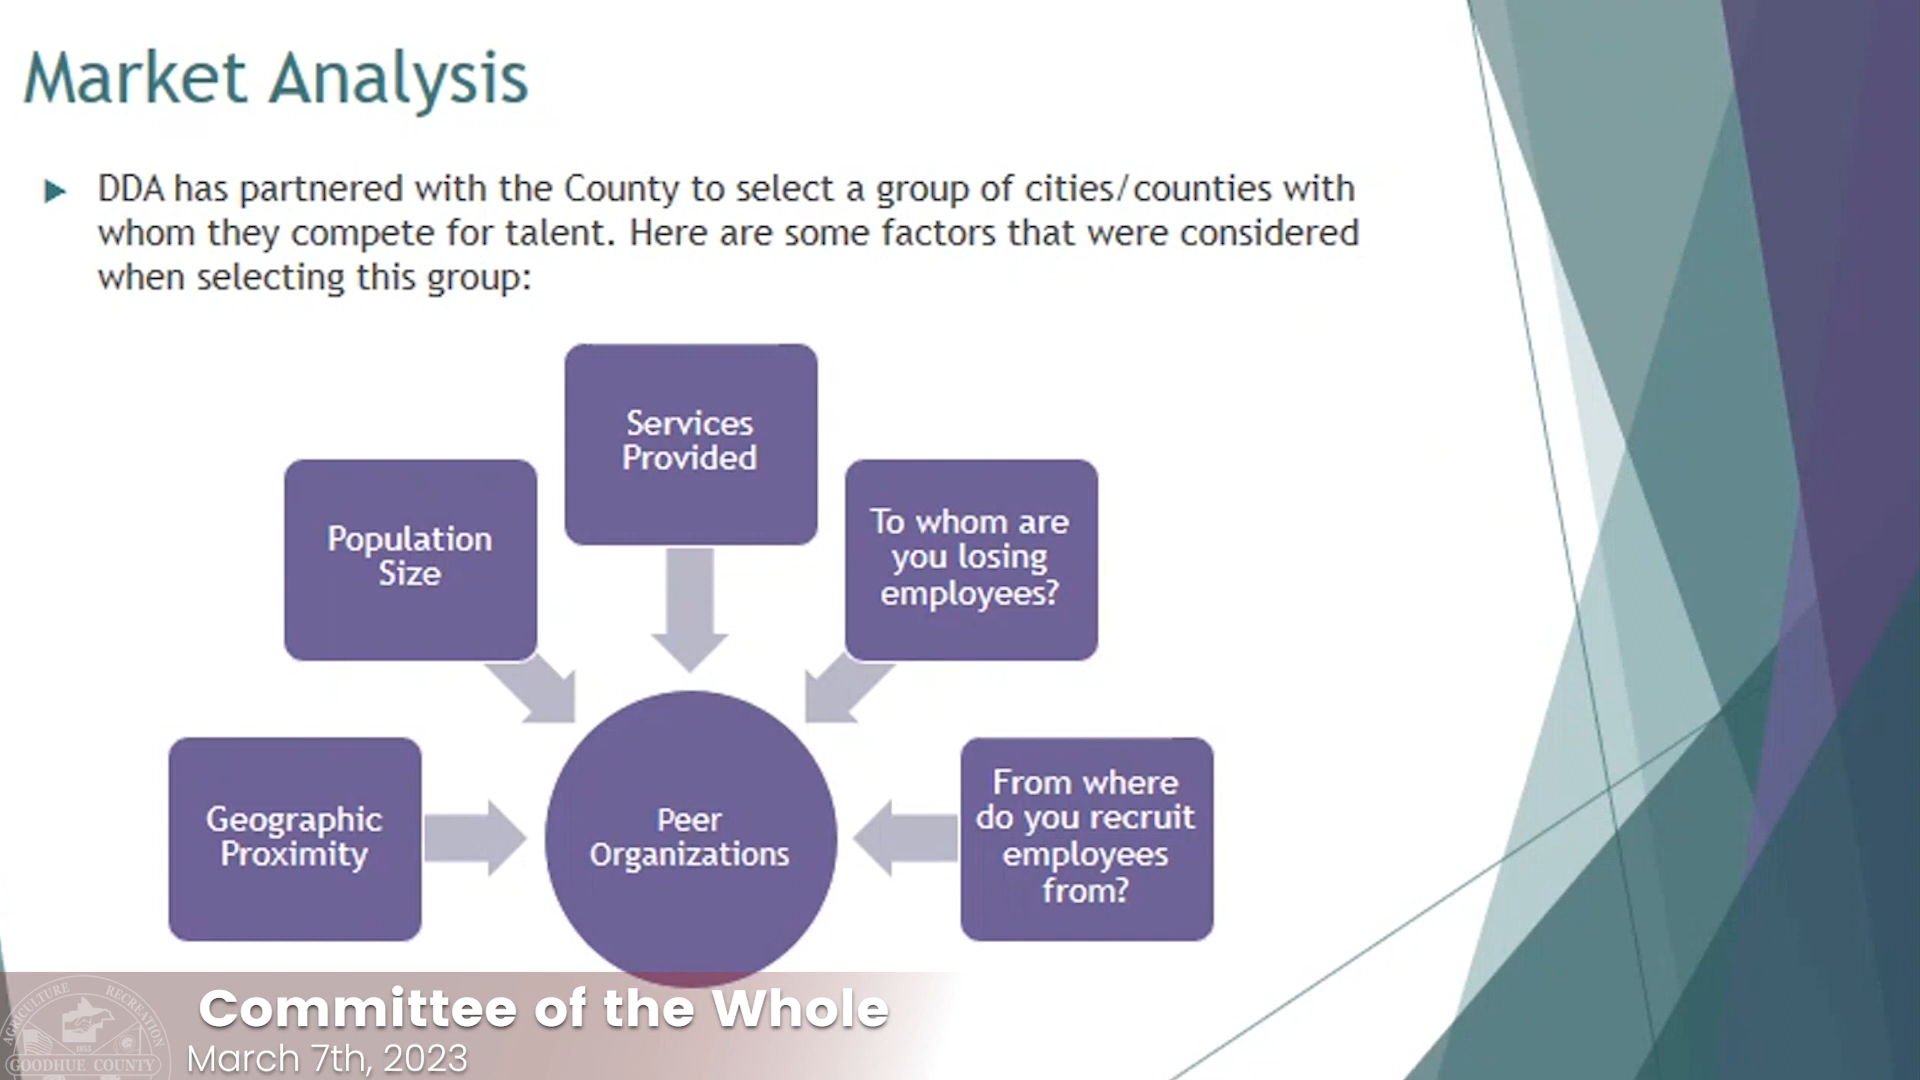 Market Analysis
DDA has partnered with the County to select a group of cities/counties with
whom they compete for talent. Here are some factors that were considered
when selecting this group:
Services
Provided
Population
Size
To whom are
you losing
employees?
Geographic
Proximity
Peer
Organizations
From where
do you recruit
employees
from?
Committee of the Whole
March 7th, 2023
AGRICULTURE
RECREATION
GOODHUE COUNTY